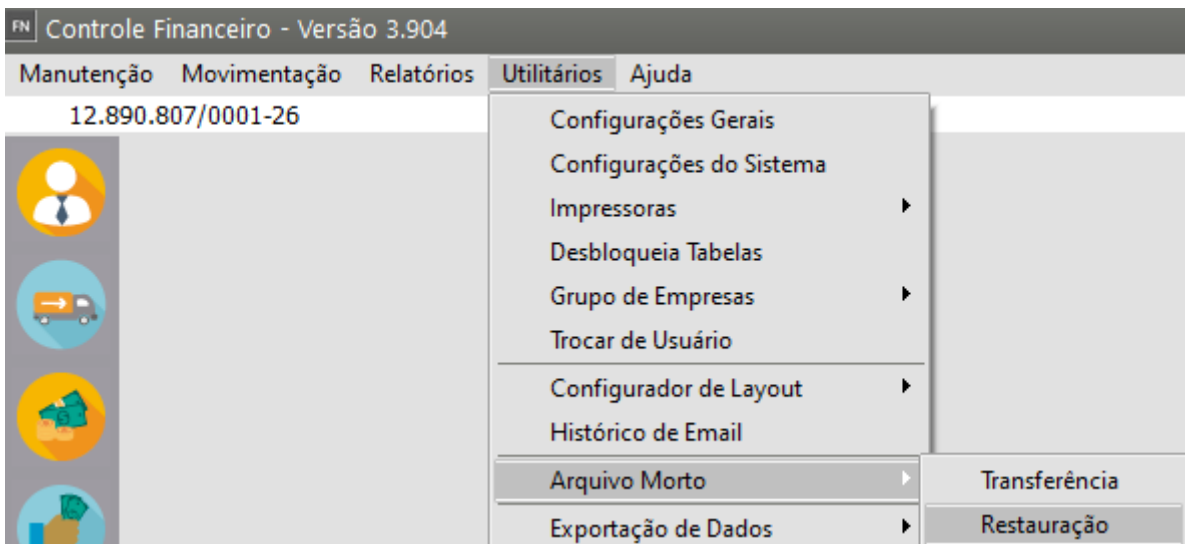 FN Controle Financeiro - Versão 3.904
Manutenção Movimentação Relatórios Utilitários Ajuda
12.890.807/0001-26
Configurações Gerais
Configurações do Sistema
Impressoras
Desbloqueia Tabelas
Grupo de Empresas
Trocar de Usuário
Configurador de Layout
Histórico de Email
Arquivo Morto
Transferência
Exportação de Dados
Restauração